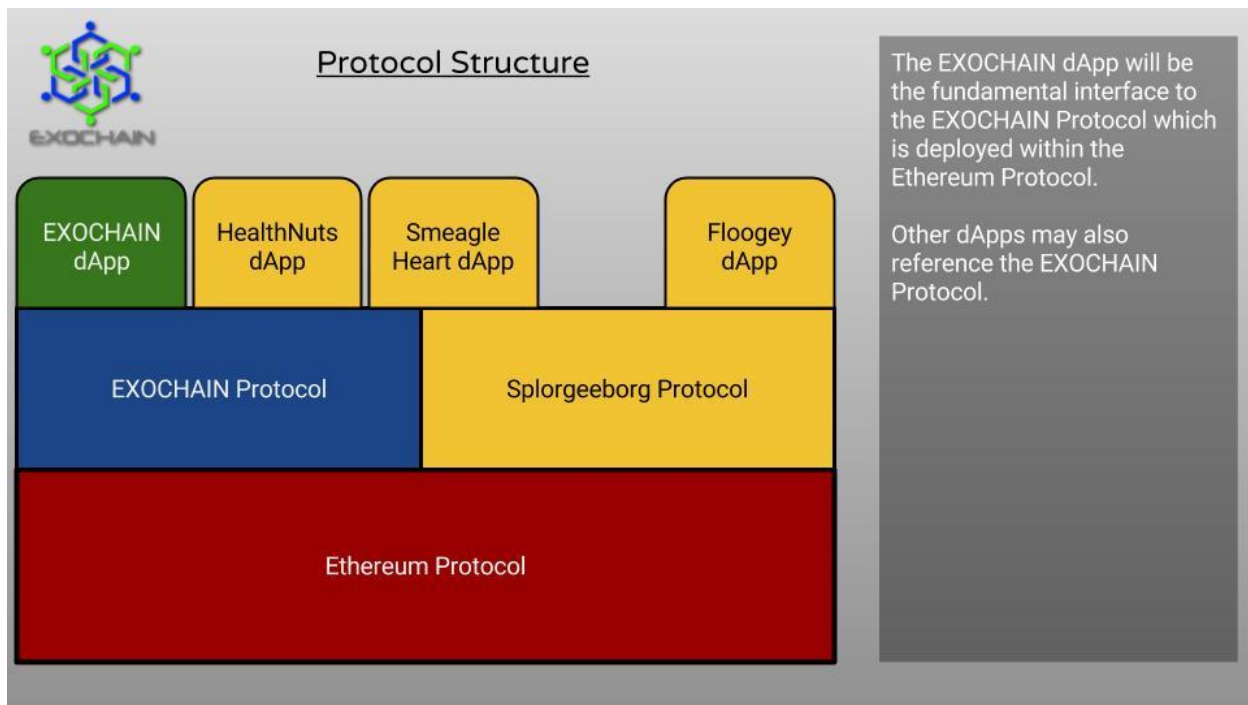 EXOCHAIN
Protocol Structure
EXOCHAIN
dApp
HealthNuts
dApp
Smeagle
Heart dApp
Floogey
dApp
EXOCHAIN Protocol
Splorgeeborg Protocol
Ethereum Protocol
The EXOCHAIN dApp will be
the fundamental interface to
the EXOCHAIN Protocol which
is deployed within the
Ethereum Protocol.
Other dApps may also
reference the EXOCHAIN
Protocol.